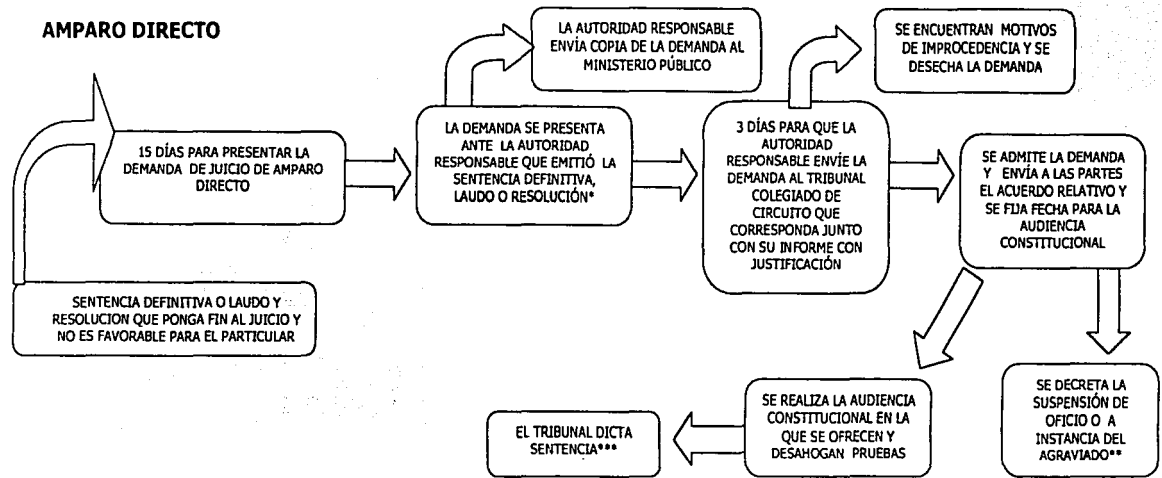 AMPARO DIRECTO
SENTENCIA DEFINITIVA O LAUDO Y
RESOLUCION QUE PONGA FIN AL JUICIO Y
NO ES FAVORABLE PARA EL PARTICULAR
15 DÍAS PARA PRESENTAR LA
DEMANDA DE JUICIO DE AMPARO
DIRECTO
LA DEMANDA SE PRESENTA
ANTE LA AUTORIDAD
RESPONSABLE QUE EMITIÓ LA
SENTENCIA DEFINITIVA,
LAUDO O RESOLUCIÓN*
LA AUTORIDAD RESPONSABLE
ENVÍA COPIA DE LA DEMANDA AL
MINISTERIO PÚBLICO
3 DÍAS PARA QUE LA
AUTORIDAD
RESPONSABLE ENVÍE LA
DEMANDA AL TRIBUNAL
COLEGIADO DE
CIRCUITO QUE
CORRESPONDA JUNTO
CON SU INFORME CON
JUSTIFICACIÓN
SE ENCUENTRAN MOTIVOS
DE IMPROCEDENCIA Y SE
DESECHA LA DEMANDA
SE ADMITE LA DEMANDA
Y ENVÍA A LAS PARTES
EL ACUERDO RELATIVO Y
SE FIJA FECHA PARA LA
AUDIENCIA
CONSTITUCIONAL
SE DECRETA LA
SUSPENSIÓN DE
OFICIO O A
INSTANCIA DEL
AGRAVIADO**
SE REALIZA LA AUDIENCIA
CONSTITUCIONAL EN LA
QUE SE OFRECEN Y
DESAHOGAN PRUEBAS
EL TRIBUNAL DICTA
SENTENCIA***